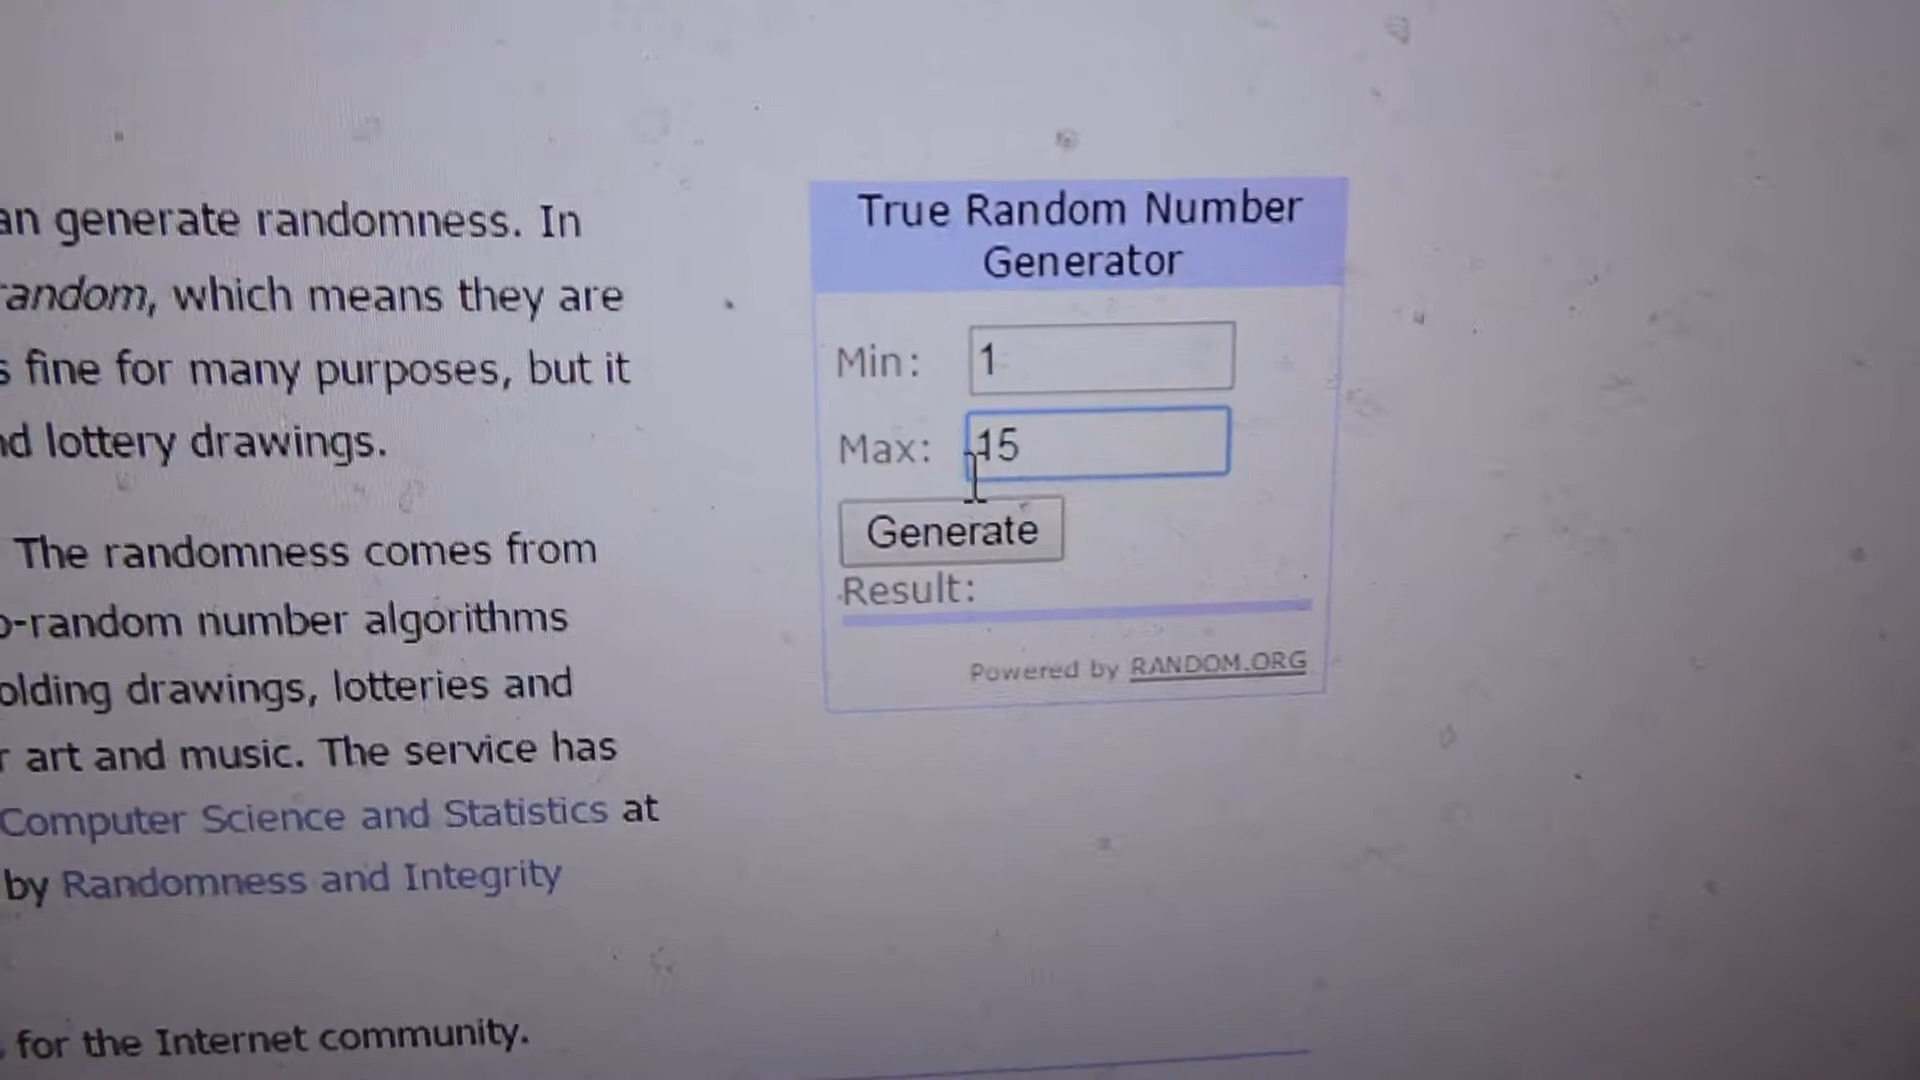 an generate randomness. In
random, which means they are
s fine for many purposes, but it
nd lottery drawings.
The randomness comes from
o-random number algorithms
olding drawings, lotteries and
r art and music. The service has
Computer Science and Statistics at
by Randomness and Integrity
for the Internet community.
True Random Number
Generator
Min: 1
Max: 15
Generate
Result:
Powered by RANDOM.ORG